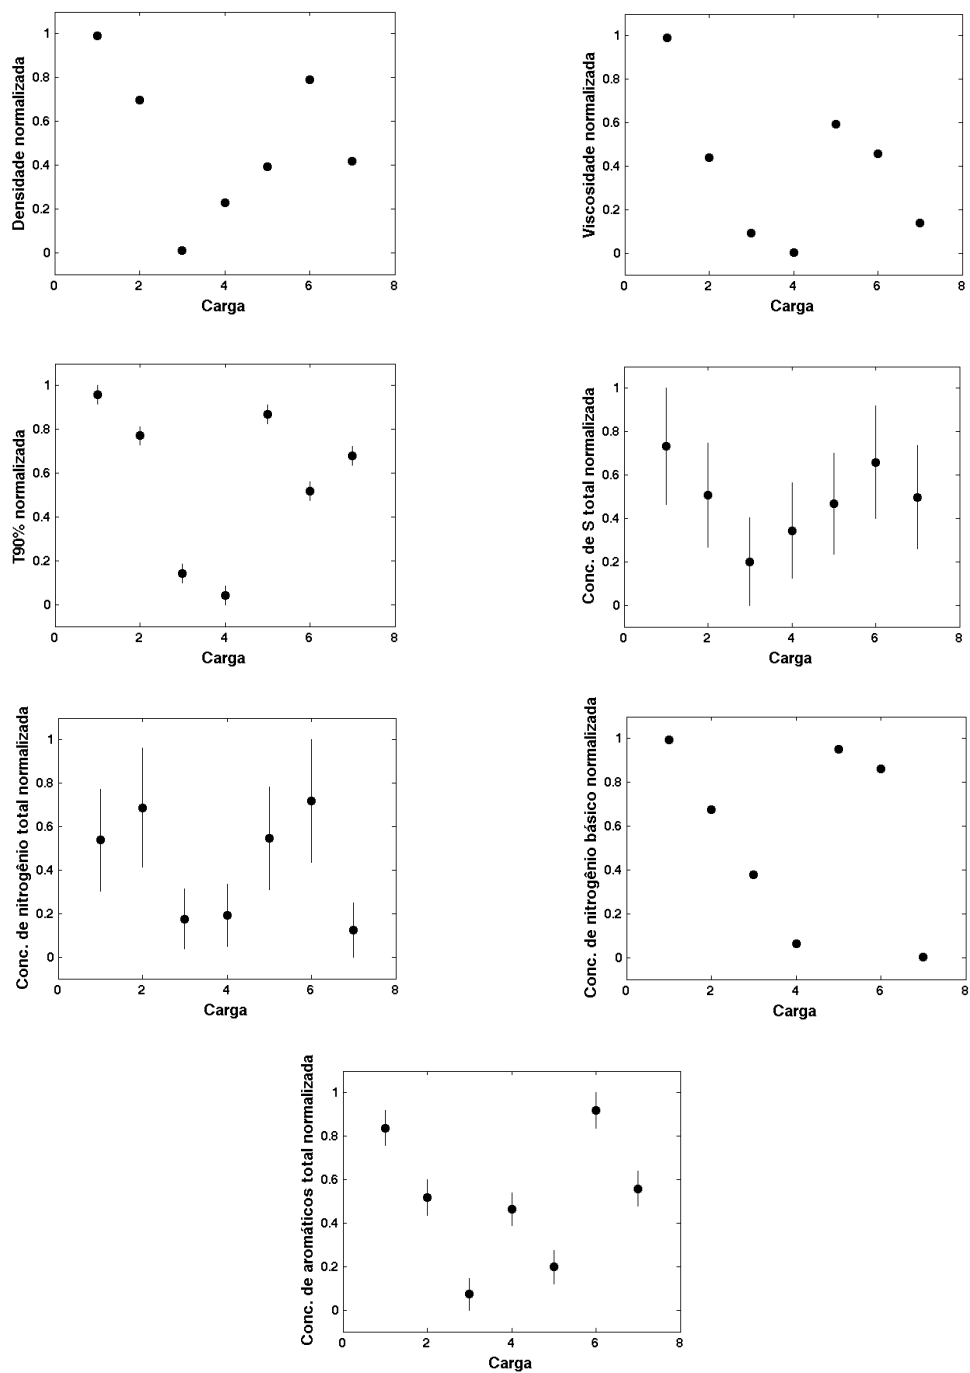 Densidade normalizada
1
0.8
0.6
0.4
0.2
0
0 2 4 6 8
Carga
Viscosidade normalizada
1
0.8
0.6
0.4
0.2
0
0 2 4 6 8
Carga
T90% normalizada
1
0.8
0.6
0.4
0.2
0
0 2 4 6 8
Carga
Conc. de S total normalizada
1
0.8
0.6
0.4
0.2
0
0 2 4 6 8
Carga
Conc. de nitrogênio total normalizada
1
0.8
0.6
0.4
0.2
0
0 2 4 6 8
Carga
Conc. de nitrogênio básico normalizada
1
0.8
0.6
0.4
0.2
0
0 2 4 6 8
Carga
Conc. de aromáticos total normalizada
1
0.8
0.6
0.4
0.2
0
0 2 4 6 8
Carga